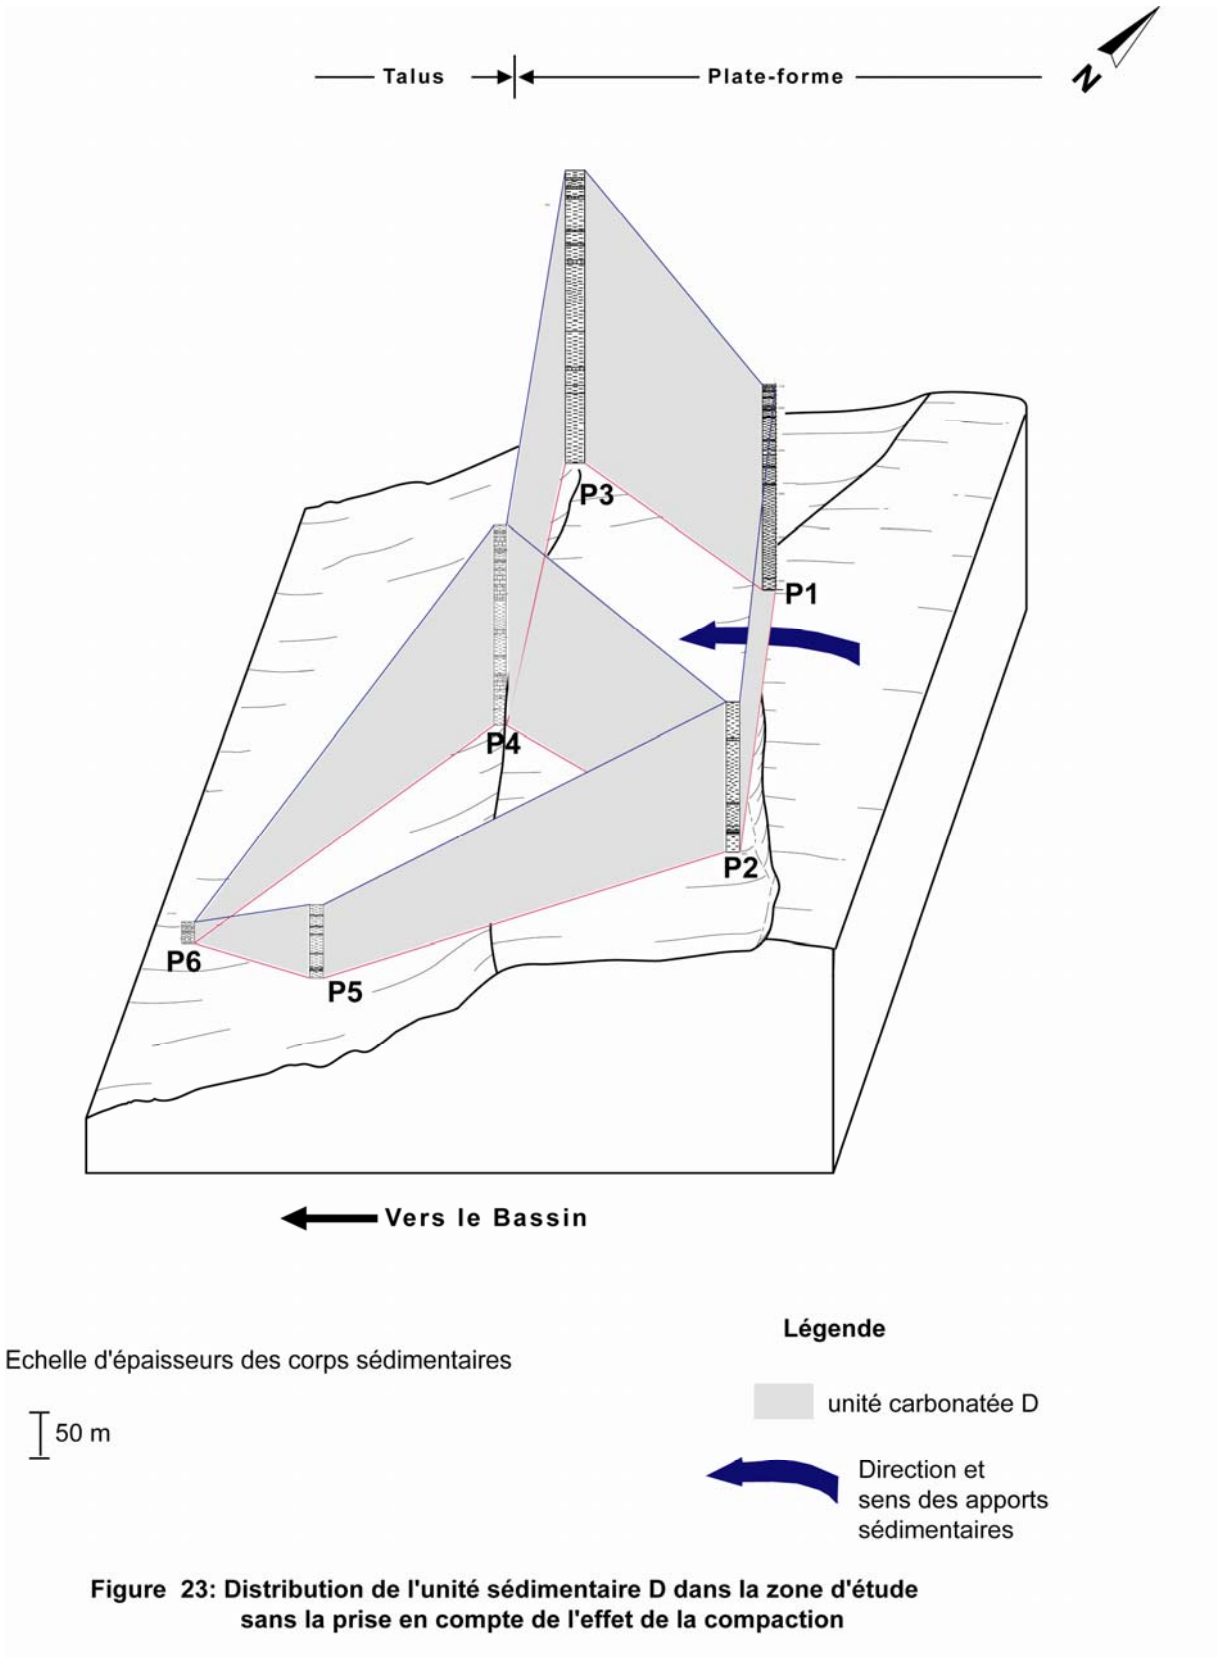 Talus
Plate-forme
N
P3
P1
P4
P2
P6
P5
Vers le Bassin
Légende
Echelle d'épaisseurs des corps sédimentaires
50 m
unité carbonatée D
Direction et
sens des apports
sédimentaires
Figure 23: Distribution de l'unité sédimentaire D dans la zone d'étude
sans la prise en compte de l'effet de la compaction